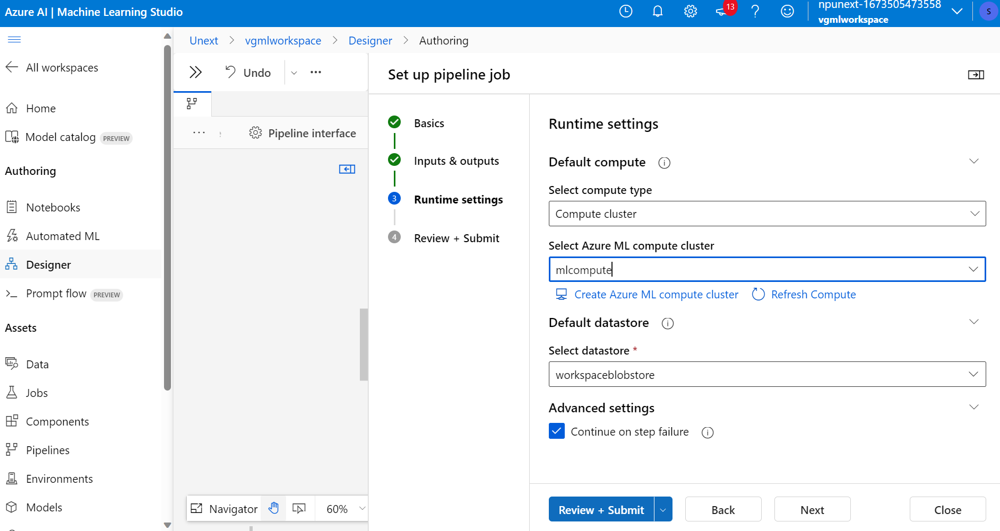 Azure AI | Machine Learning Studio
13
npunext-1673505473558
vgmlworkspace
S
All workspaces
Home
Model catalog PREVIEW
Authoring
Notebooks
Automated ML
Designer
Prompt flow PREVIEW
Assets
Data
Jobs
Components
Pipelines
Environments
Models
Unext > vgmlworkspace > Designer > Authoring
Undo
Pipeline interface
Navigator
60%
Set up pipeline job
Basics
Inputs & outputs
3 Runtime settings
4 Review + Submit
Runtime settings
Default compute
Select compute type
Compute cluster
Select Azure ML compute cluster
mlcompute
Create Azure ML compute cluster Refresh Compute
Default datastore
Select datastore *
workspaceblobstore
Advanced settings
Continue on step failure
Review + Submit Back Next Close